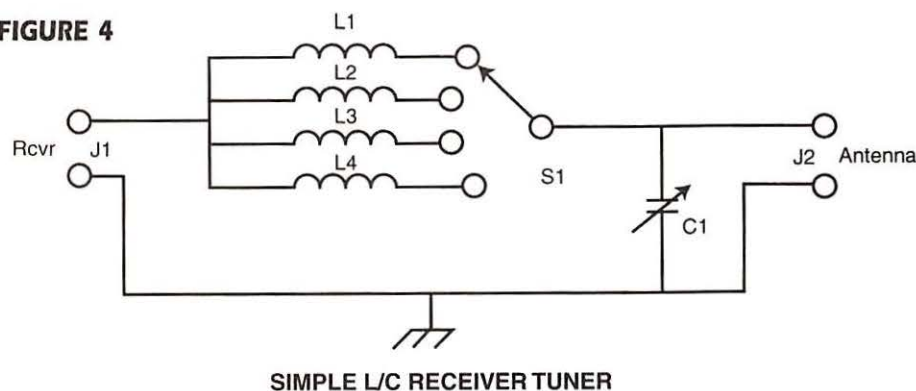 FIGURE 4
L1
L2
L3
L4
Rcvr J1
S1
J2 Antenna
C1
SIMPLE L/C RECEIVER TUNER